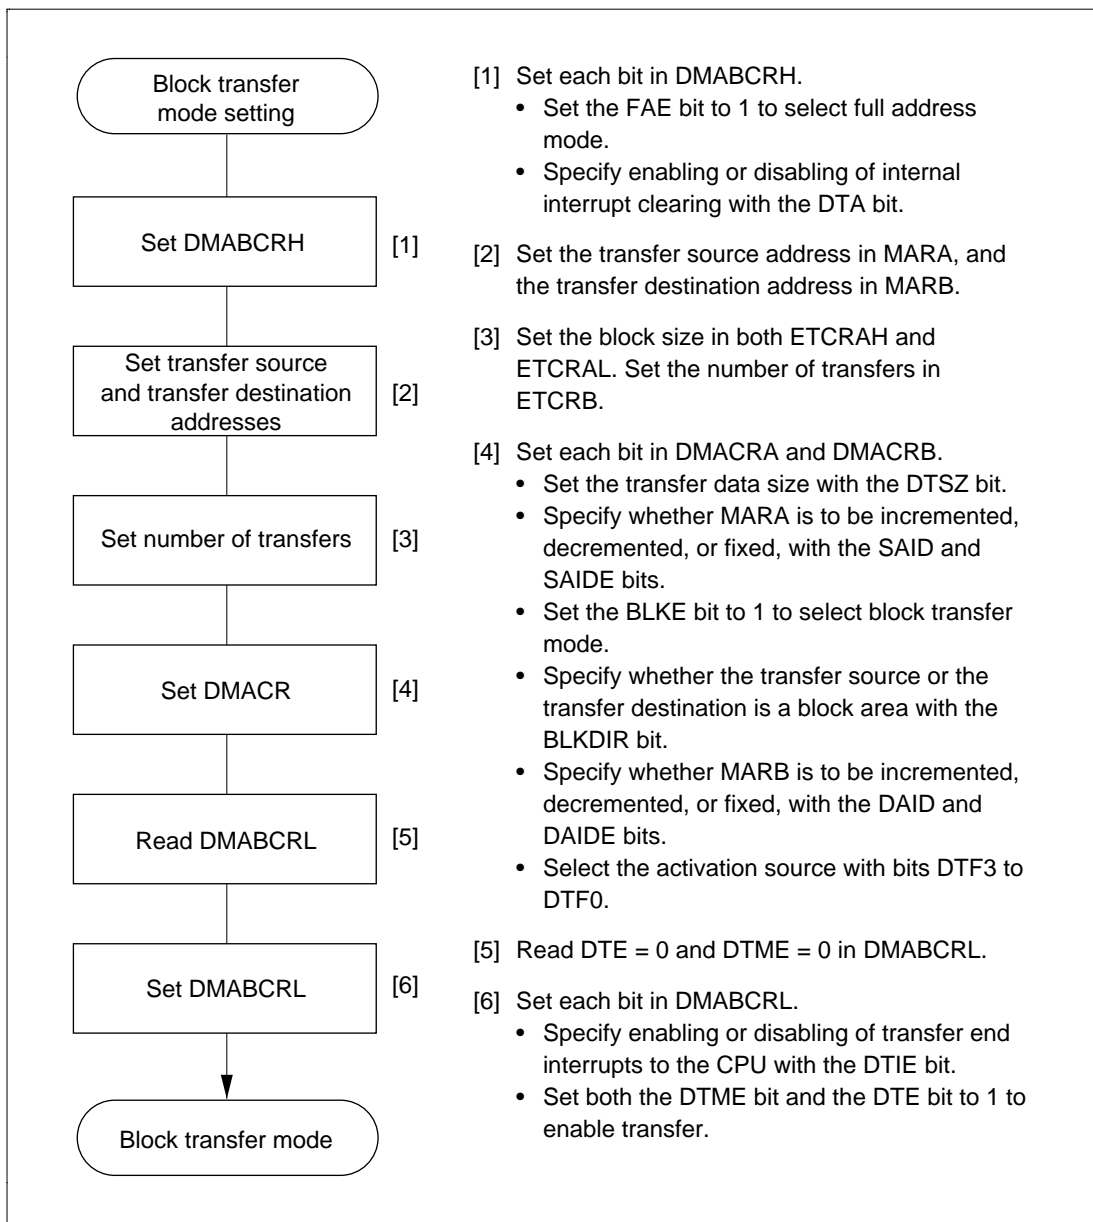 Block transfer
mode setting
Set DMABCRH
[1]
Set transfer source
and transfer destination
addresses
[2]
Set number of transfers
[3]
Set DMACR
[4]
Read DMABCRL
[5]
Set DMABCRL
[6]
Block transfer mode
[1] Set each bit in DMABCRH.
• Set the FAE bit to 1 to select full address
mode.
• Specify enabling or disabling of internal
interrupt clearing with the DTA bit.
[2] Set the transfer source address in MARA, and
the transfer destination address in MARB.
[3] Set the block size in both ETCRAH and
ETCRAL. Set the number of transfers in
ETCRB.
[4] Set each bit in DMACRA and DMACRB.
• Set the transfer data size with the DTSZ bit.
• Specify whether MARA is to be incremented,
decremented, or fixed, with the SAID and
SAIDE bits.
• Set the BLKE bit to 1 to select block transfer
mode.
• Specify whether the transfer source or the
transfer destination is a block area with the
BLKDIR bit.
• Specify whether MARB is to be incremented,
decremented, or fixed, with the DAID and
DAIDE bits.
• Select the activation source with bits DTF3 to
DTF0.
[5] Read DTE = 0 and DTME = 0 in DMABCRL.
[6] Set each bit in DMABCRL.
• Specify enabling or disabling of transfer end
interrupts to the CPU with the DTIE bit.
• Set both the DTME bit and the DTE bit to 1 to
enable transfer.